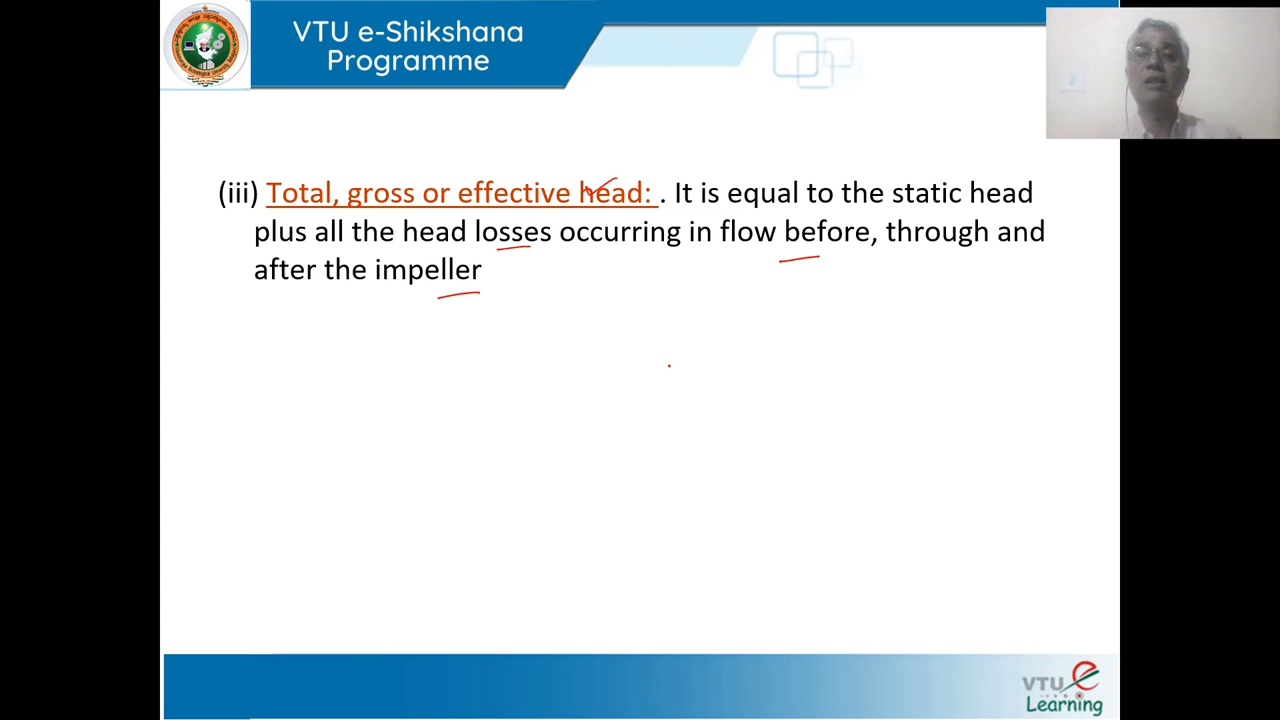 VTU e-Shikshana
Programme
(iii) Total, gross or effective head: . It is equal to the static head
plus all the head losses occurring in flow before, through and
after the impeller
VTU e
Learning